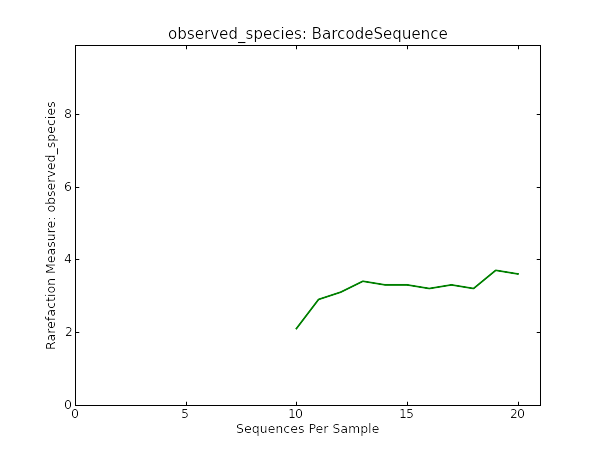 observed_species: BarcodeSequence
Rarefaction Measure: observed_species
8
6
4
2
0
0 5 10 15 20
Sequences Per Sample